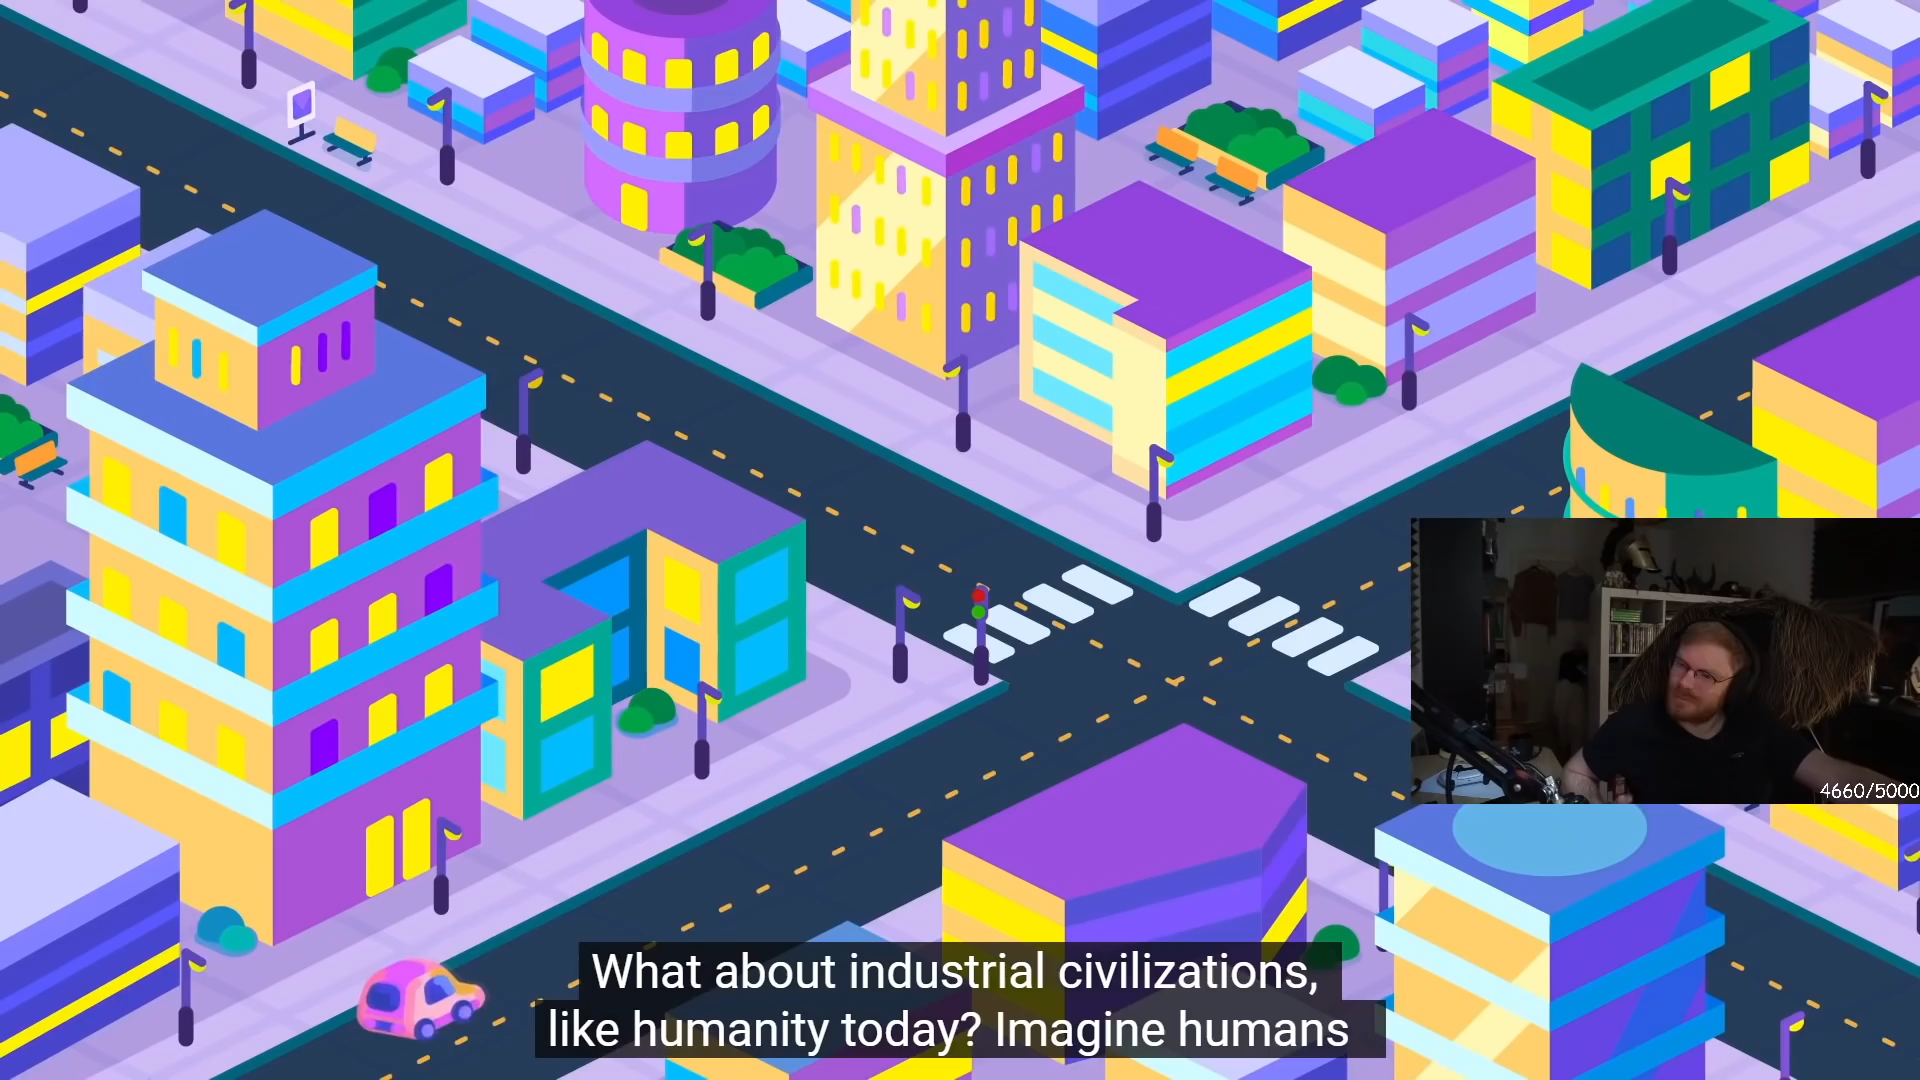 4660/5000
What about industrial civilizations,
like humanity today? Imagine humans